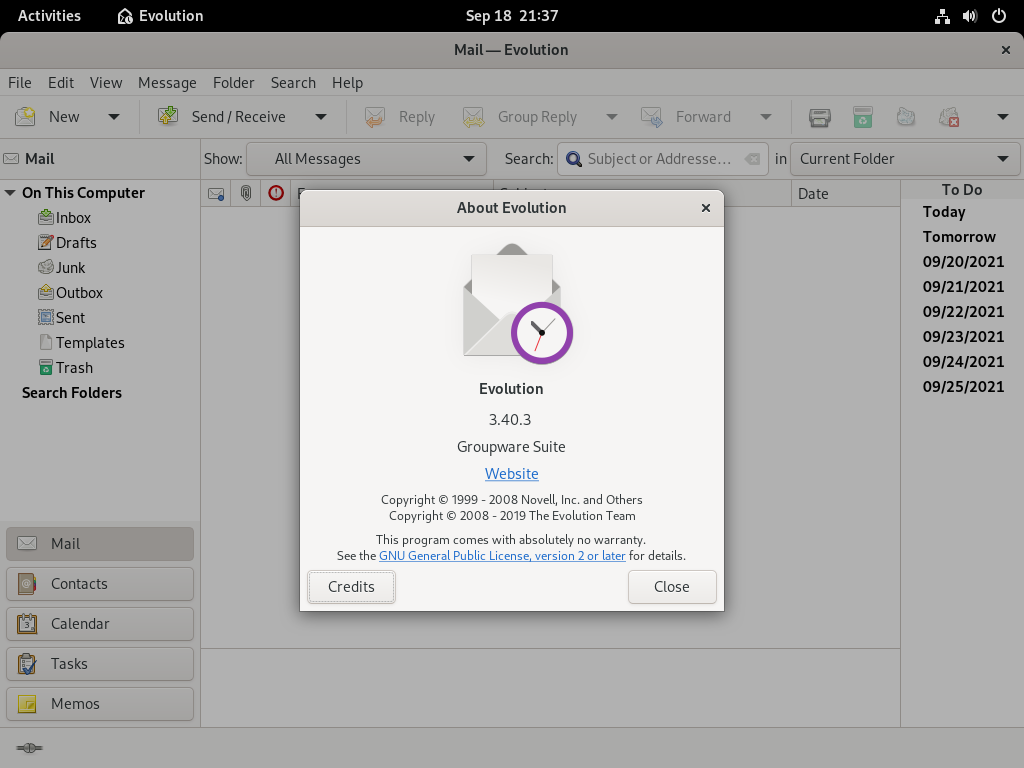 Activities Evolution Sep 18 21:37
Mail — Evolution
File Edit View Message Folder Search Help
New Send / Receive Reply Group Reply Forward
Mail Show: All Messages Search: Subject or Addresse… in Current Folder
On This Computer
Inbox
Drafts
Junk
Outbox
Sent
Templates
Trash
Search Folders
Date
To Do
Today
Tomorrow
09/20/2021
09/21/2021
09/22/2021
09/23/2021
09/24/2021
09/25/2021
About Evolution
Evolution
3.40.3
Groupware Suite
Website
Copyright © 1999 - 2008 Novell, Inc. and Others
Copyright © 2008 - 2019 The Evolution Team
This program comes with absolutely no warranty.
See the GNU General Public License, version 2 or later for details.
Credits Close
Mail
Contacts
3
Calendar
Tasks
Memos